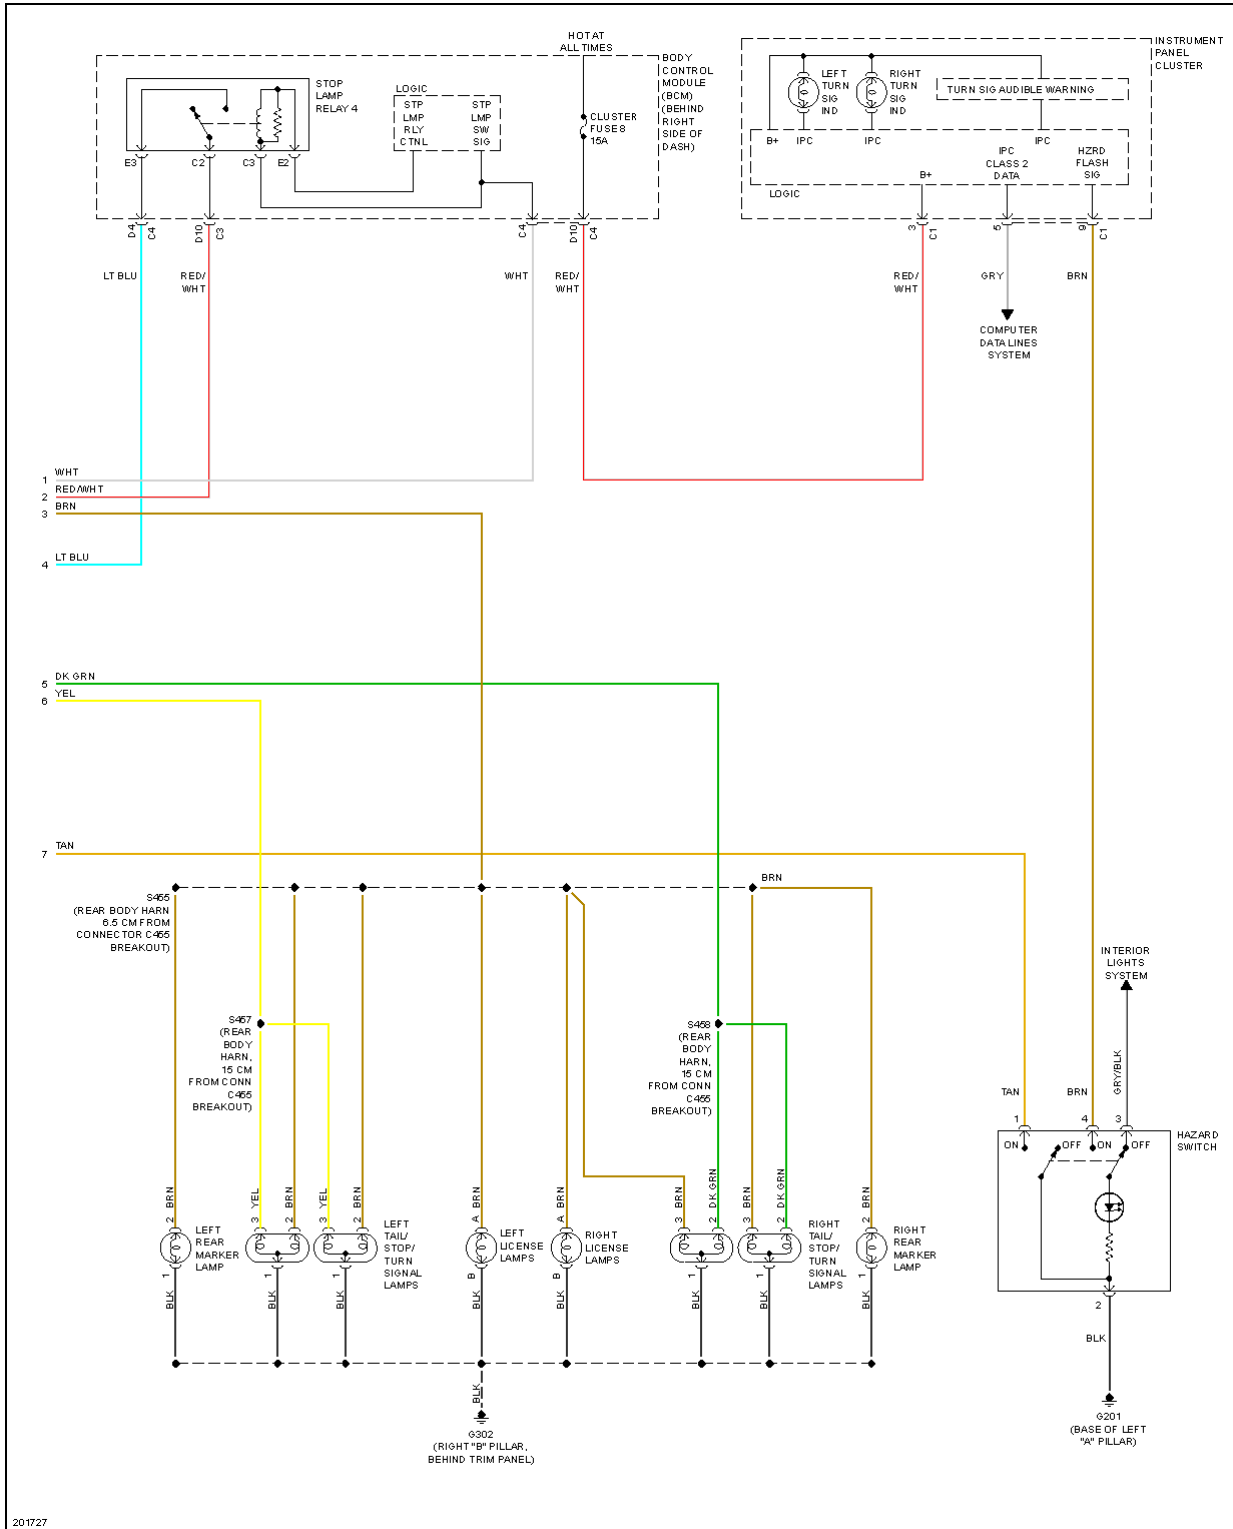 HOT AT
ALL TIMES
BODY
CONTROL
MODULE
(BCM)
(BEHIND
RIGHT
SIDE OF
DASH)
STOP
LAMP
RELAY 4
LOGIC
STP
LMP
RLY
CTNL
STP
LMP
SW
SIG
CLUSTER
FUSE 8
15A
E3
C2
C3
E2
INSTRUMENT
PANEL
CLUSTER
LEFT
TURN
SIG
IND
RIGHT
TURN
SIG
IND
TURN SIG AUDIBLE WARNING
B+
IPC
IPC
IPC
B+
IPC
CLASS 2
DATA
HZRD
FLASH
SIG
LOGIC
D4
C4
D10
C3
C4
D10
C4
3
C1
5
9
C1
LT BLU
RED/
WHT
WHT
RED/
WHT
RED/
WHT
GRY
BRN
COMPUTER
DATA LINES
SYSTEM
1
WHT
2
RED/WHT
3
BRN
4
LT BLU
5
DK GRN
6
YEL
7
TAN
BRN
S455
(REAR BODY HARN
6.5 CM FROM
CONNECTOR C455
BREAKOUT)
S457
(REAR
BODY
HARN,
15 CM
FROM CONN
C455
BREAKOUT)
S458
(REAR
BODY
HARN,
15 CM
FROM CONN
C455
BREAKOUT)
INTERIOR
LIGHTS
SYSTEM
TAN
BRN
GRY/BLK
1
4
3
HAZARD
SWITCH
ON
OFF
ON
OFF
2
BLK
G201
(BASE OF LEFT
"A" PILLAR)
2 BRN
3 YEL
2 BRN
3 YEL
2 BRN
A BRN
A BRN
3 BRN
2 DK GRN
3 BRN
2 DK GRN
2 BRN
LEFT
REAR
MARKER
LAMP
LEFT
TAIL/
STOP/
TURN
SIGNAL
LAMPS
LEFT
LICENSE
LAMPS
RIGHT
LICENSE
LAMPS
RIGHT
TAIL/
STOP/
TURN
SIGNAL
LAMPS
RIGHT
REAR
MARKER
LAMP
BLK 1
BLK 1
BLK 1
BLK B
BLK B
BLK 1
BLK 1
BLK 1
BLK
G302
(RIGHT "B" PILLAR,
BEHIND TRIM PANEL)
201727